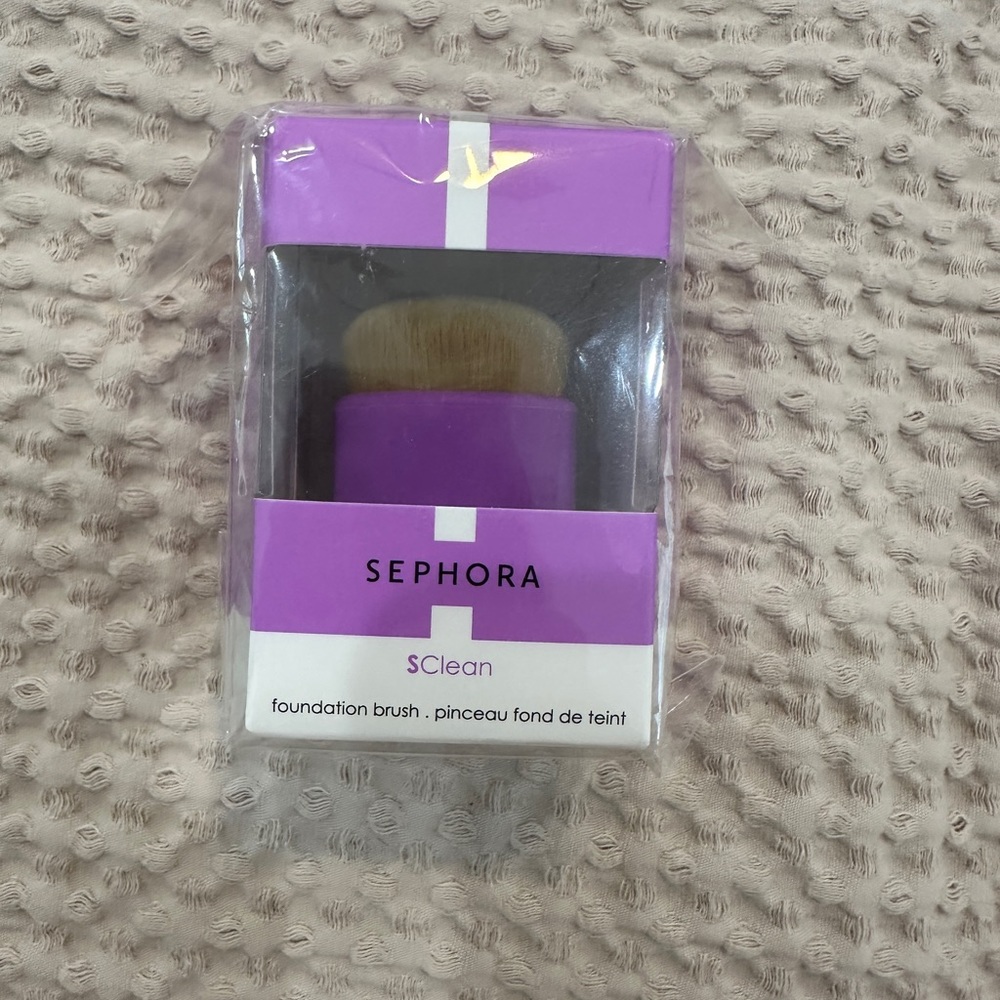 SEPHORA
SClean
foundation brush . pinceau fond de teint